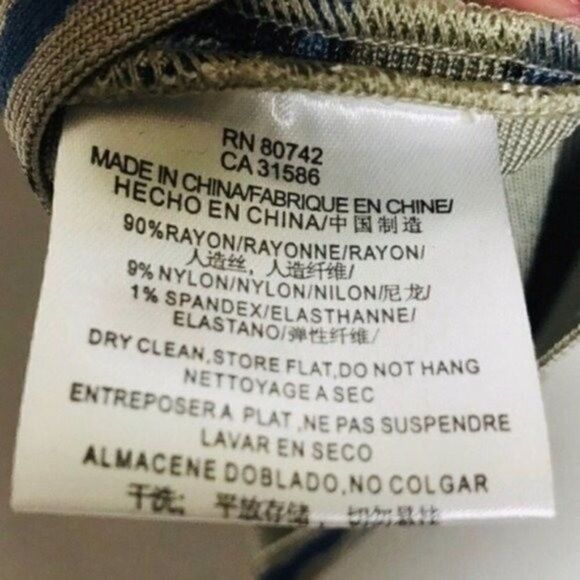 RN 80742
CA 31586
MADE IN CHINA/FABRIQUE EN CHINE/
HECHO EN CHINA/中国制造
90%RAYON/RAYONNE/RAYON/
人造丝，人造纤维/
9% NYLON/NYLON/NILON/尼龙/
1% SPANDEX/ELASTHANNE/
ELASTANO/弹性纤维/
DRY CLEAN,STORE FLAT,DO NOT HANG
NETTOYAGE A SEC
ENTREPOSER A PLAT ,NE PAS SUSPENDRE
LAVAR EN SECO
ALMACENE DOBLADO,NO COLGAR
干洗; 平放存储，切勿悬挂